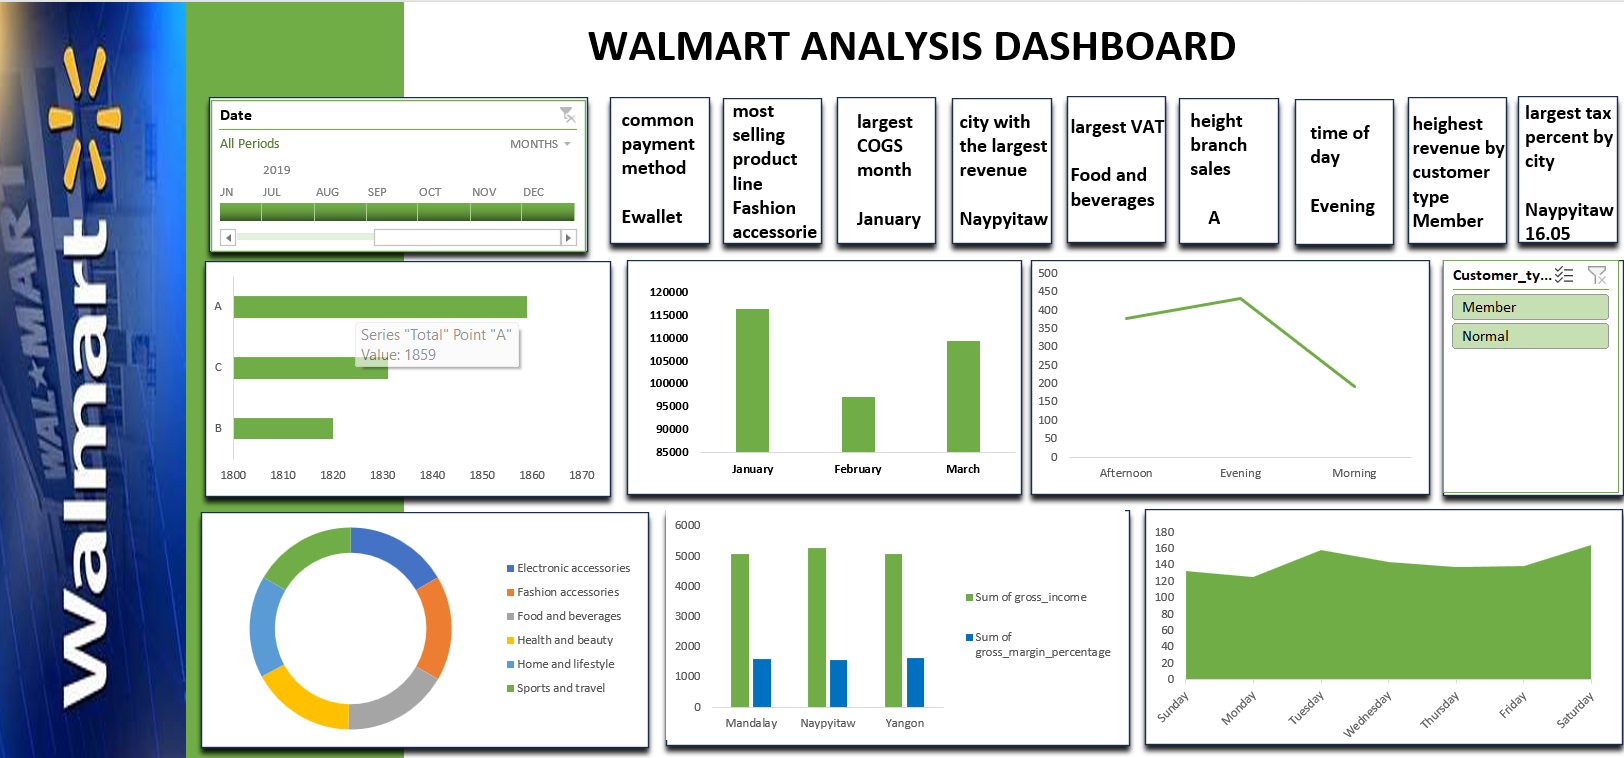 WALMART ANALYSIS DASHBOARD
Walmart
WAL★MART
Date
All Periods
MONTHS
2019
JN JUL AUG SEP OCT NOV DEC
common
payment
method
Ewallet
most
selling
product
line
Fashion
accessorie
largest
COGS
month
January
city with
the largest
revenue
Naypyitaw
largest VAT
Food and
beverages
height
branch
sales
A
time of
day
Evening
heighest
revenue by
customer
type
Member
largest tax
percent by
city
Naypyitaw
16.05
A
C
B
Series "Total" Point "A"
Value: 1859
1800 1810 1820 1830 1840 1850 1860 1870
120000
115000
110000
105000
100000
95000
90000
85000
January February March
500
450
400
350
300
250
200
150
100
50
0
Afternoon Evening Morning
Customer_ty...
Member
Normal
Electronic accessories
Fashion accessories
Food and beverages
Health and beauty
Home and lifestyle
Sports and travel
6000
5000
4000
3000
2000
1000
0
Mandalay Naypyitaw Yangon
Sum of gross_income
Sum of
gross_margin_percentage
180
160
140
120
100
80
60
40
20
0
Sunday Monday Tuesday Wednesday Thursday Friday Saturday